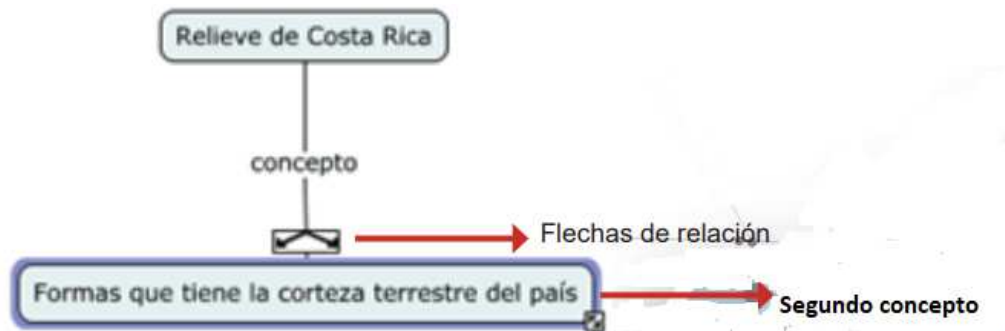 Relieve de Costa Rica
concepto
Flechas de relación
Formas que tiene la corteza terrestre del país
Segundo concepto